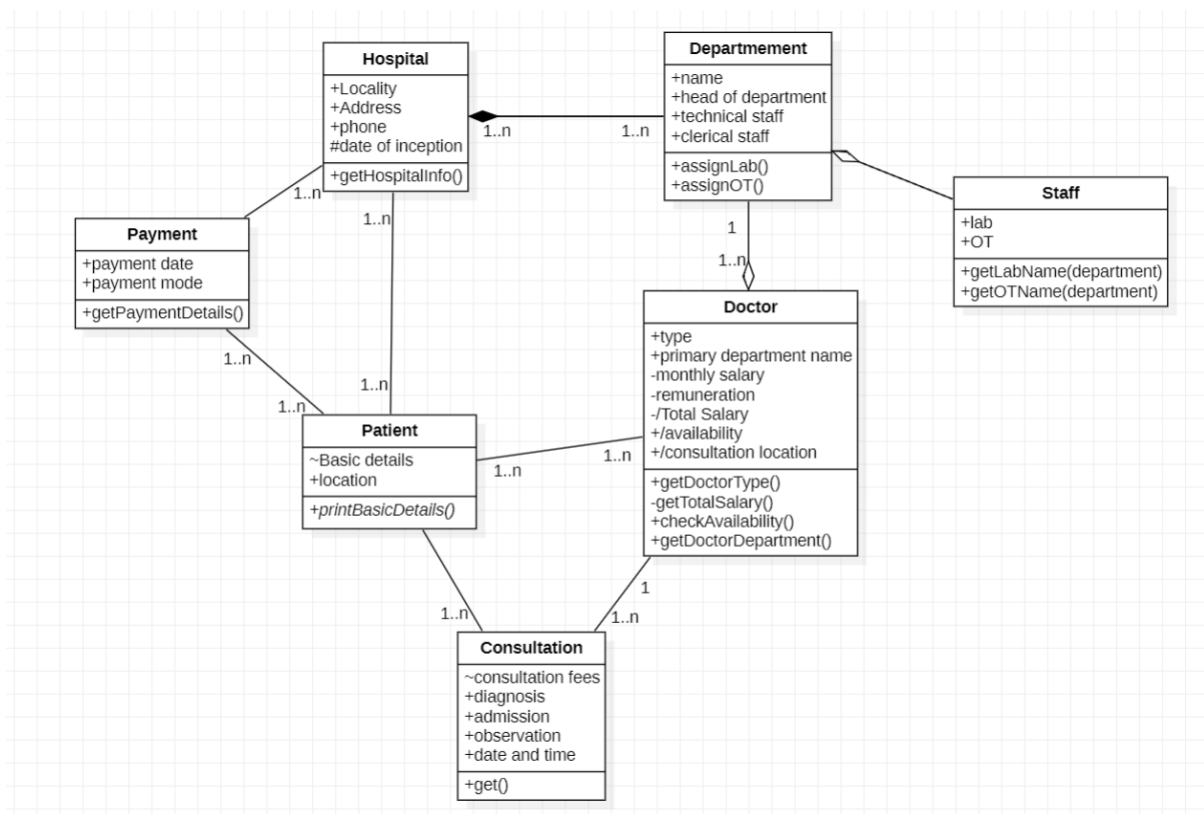 Hospital
+Locality
+Address
+phone
#date of inception
+getHospitalInfo()
1..n
1..n
Departmement
+name
+head of department
+technical staff
+clerical staff
+assignLab()
+assignOT()
Staff
+lab
+OT
+getLabName(department)
+getOTName(department)
1..n
1..n
Payment
+payment date
+payment mode
+getPaymentDetails()
1
1..n
Doctor
+type
+primary department name
-monthly salary
-remuneration
-/Total Salary
+/availability
+/consultation location
+getDoctorType()
-getTotalSalary()
+checkAvailability()
+getDoctorDepartment()
1..n
1..n
1..n
Patient
~Basic details
+location
+printBasicDetails()
1..n
1..n
1..n
1
1..n
Consultation
~consultation fees
+diagnosis
+admission
+observation
+date and time
+get()